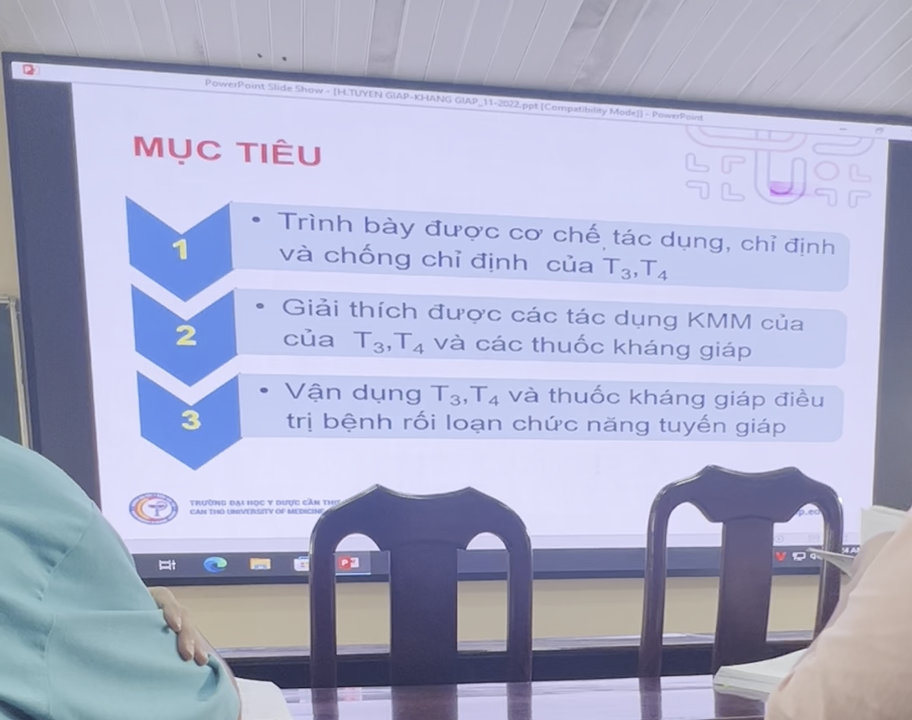 PowerPoint Slide Show - [H.TUYEN GIAP-KHANG GIAP_11-2022.ppt [Compatibility Mode]] - PowerPoint
MỤC TIÊU
1
• Trình bày được cơ chế, tác dụng, chỉ định
và chống chỉ định của T₃,T₄
2
• Giải thích được các tác dụng KMM của
của T₃,T₄ và các thuốc kháng giáp
3
• Vận dụng T₃,T₄ và thuốc kháng giáp điều
trị bệnh rối loạn chức năng tuyến giáp
TRƯỜNG ĐẠI HỌC Y DƯỢC CẦN
CAN THO UNIVERSITY OF MEDICINE